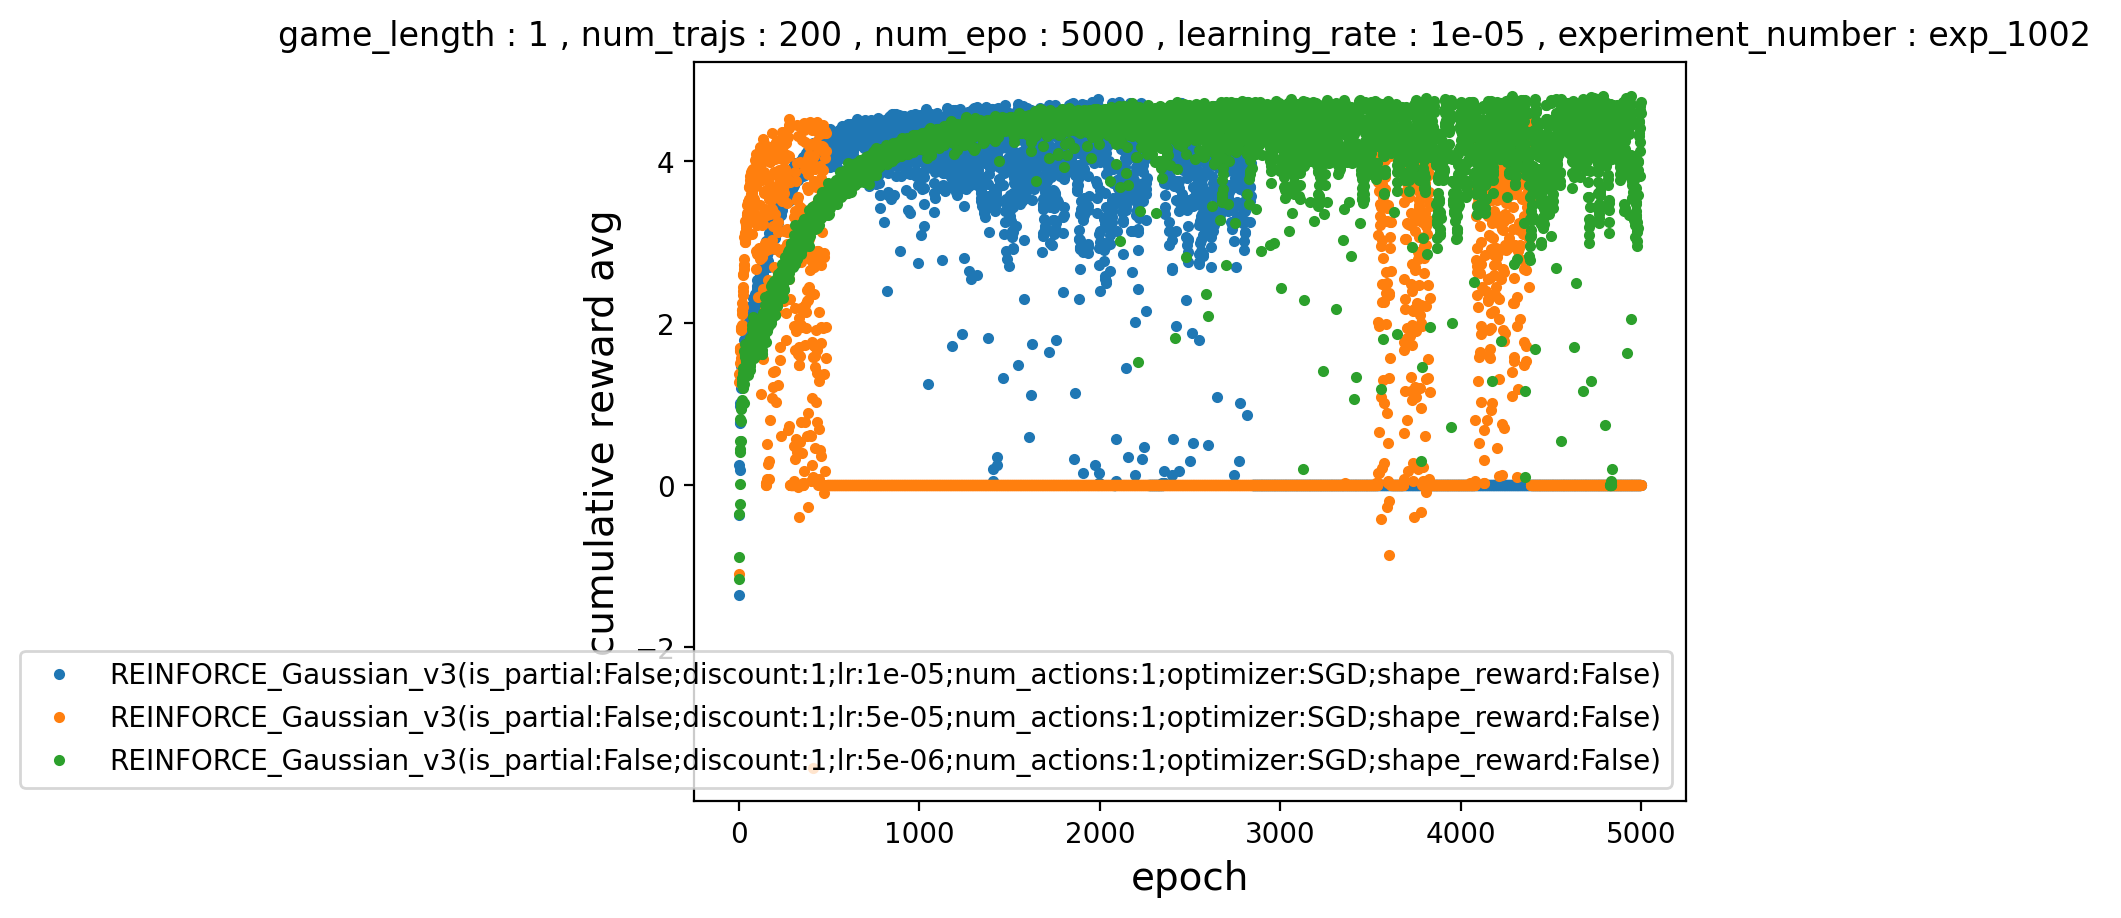 game_length : 1 , num_trajs : 200 , num_epo : 5000 , learning_rate : 1e-05 , experiment_number : exp_1002
cumulative reward avg
4
2
0
−2
REINFORCE_Gaussian_v3(is_partial:False;discount:1;lr:1e-05;num_actions:1;optimizer:SGD;shape_reward:False)
REINFORCE_Gaussian_v3(is_partial:False;discount:1;lr:5e-05;num_actions:1;optimizer:SGD;shape_reward:False)
REINFORCE_Gaussian_v3(is_partial:False;discount:1;lr:5e-06;num_actions:1;optimizer:SGD;shape_reward:False)
0 1000 2000 3000 4000 5000
epoch